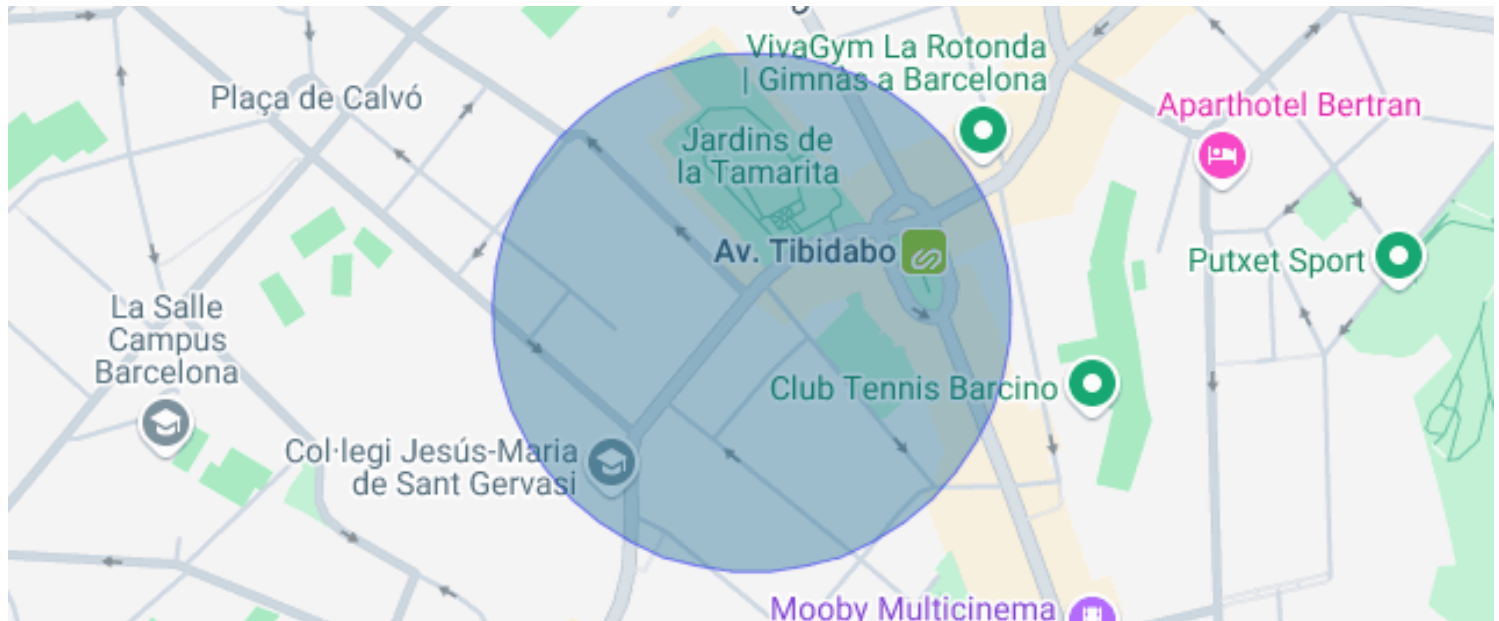 VivaGym La Rotonda
| Gimnàs a Barcelona
Plaça de Calvó
Aparthotel Bertran
Jardins de
la Tamarita
Av. Tibidabo
Putxet Sport
La Salle
Campus
Barcelona
Club Tennis Barcino
Col·legi Jesús-Maria
de Sant Gervasi
Mooby Multicinema